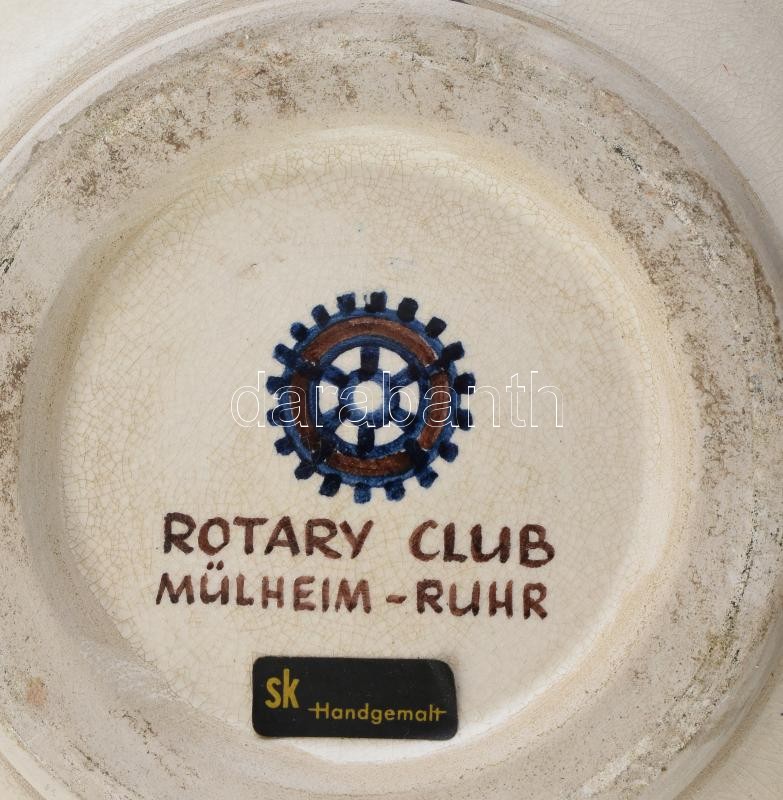 darabanth
ROTARY CLUB
MÜLHEIM-RUHR
sk
Handgemalt